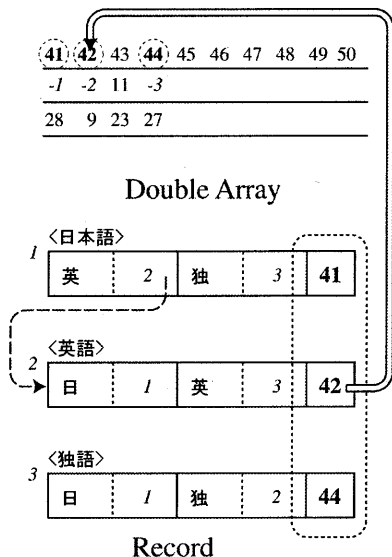 41 42 43 44 45 46 47 48 49 50
-1 -2 11 -3
28 9 23 27
Double Array
〈日本語〉
1 英 2 独 3 41
〈英語〉
2 日 1 英 3 42
〈独語〉
3 日 1 独 2 44
Record